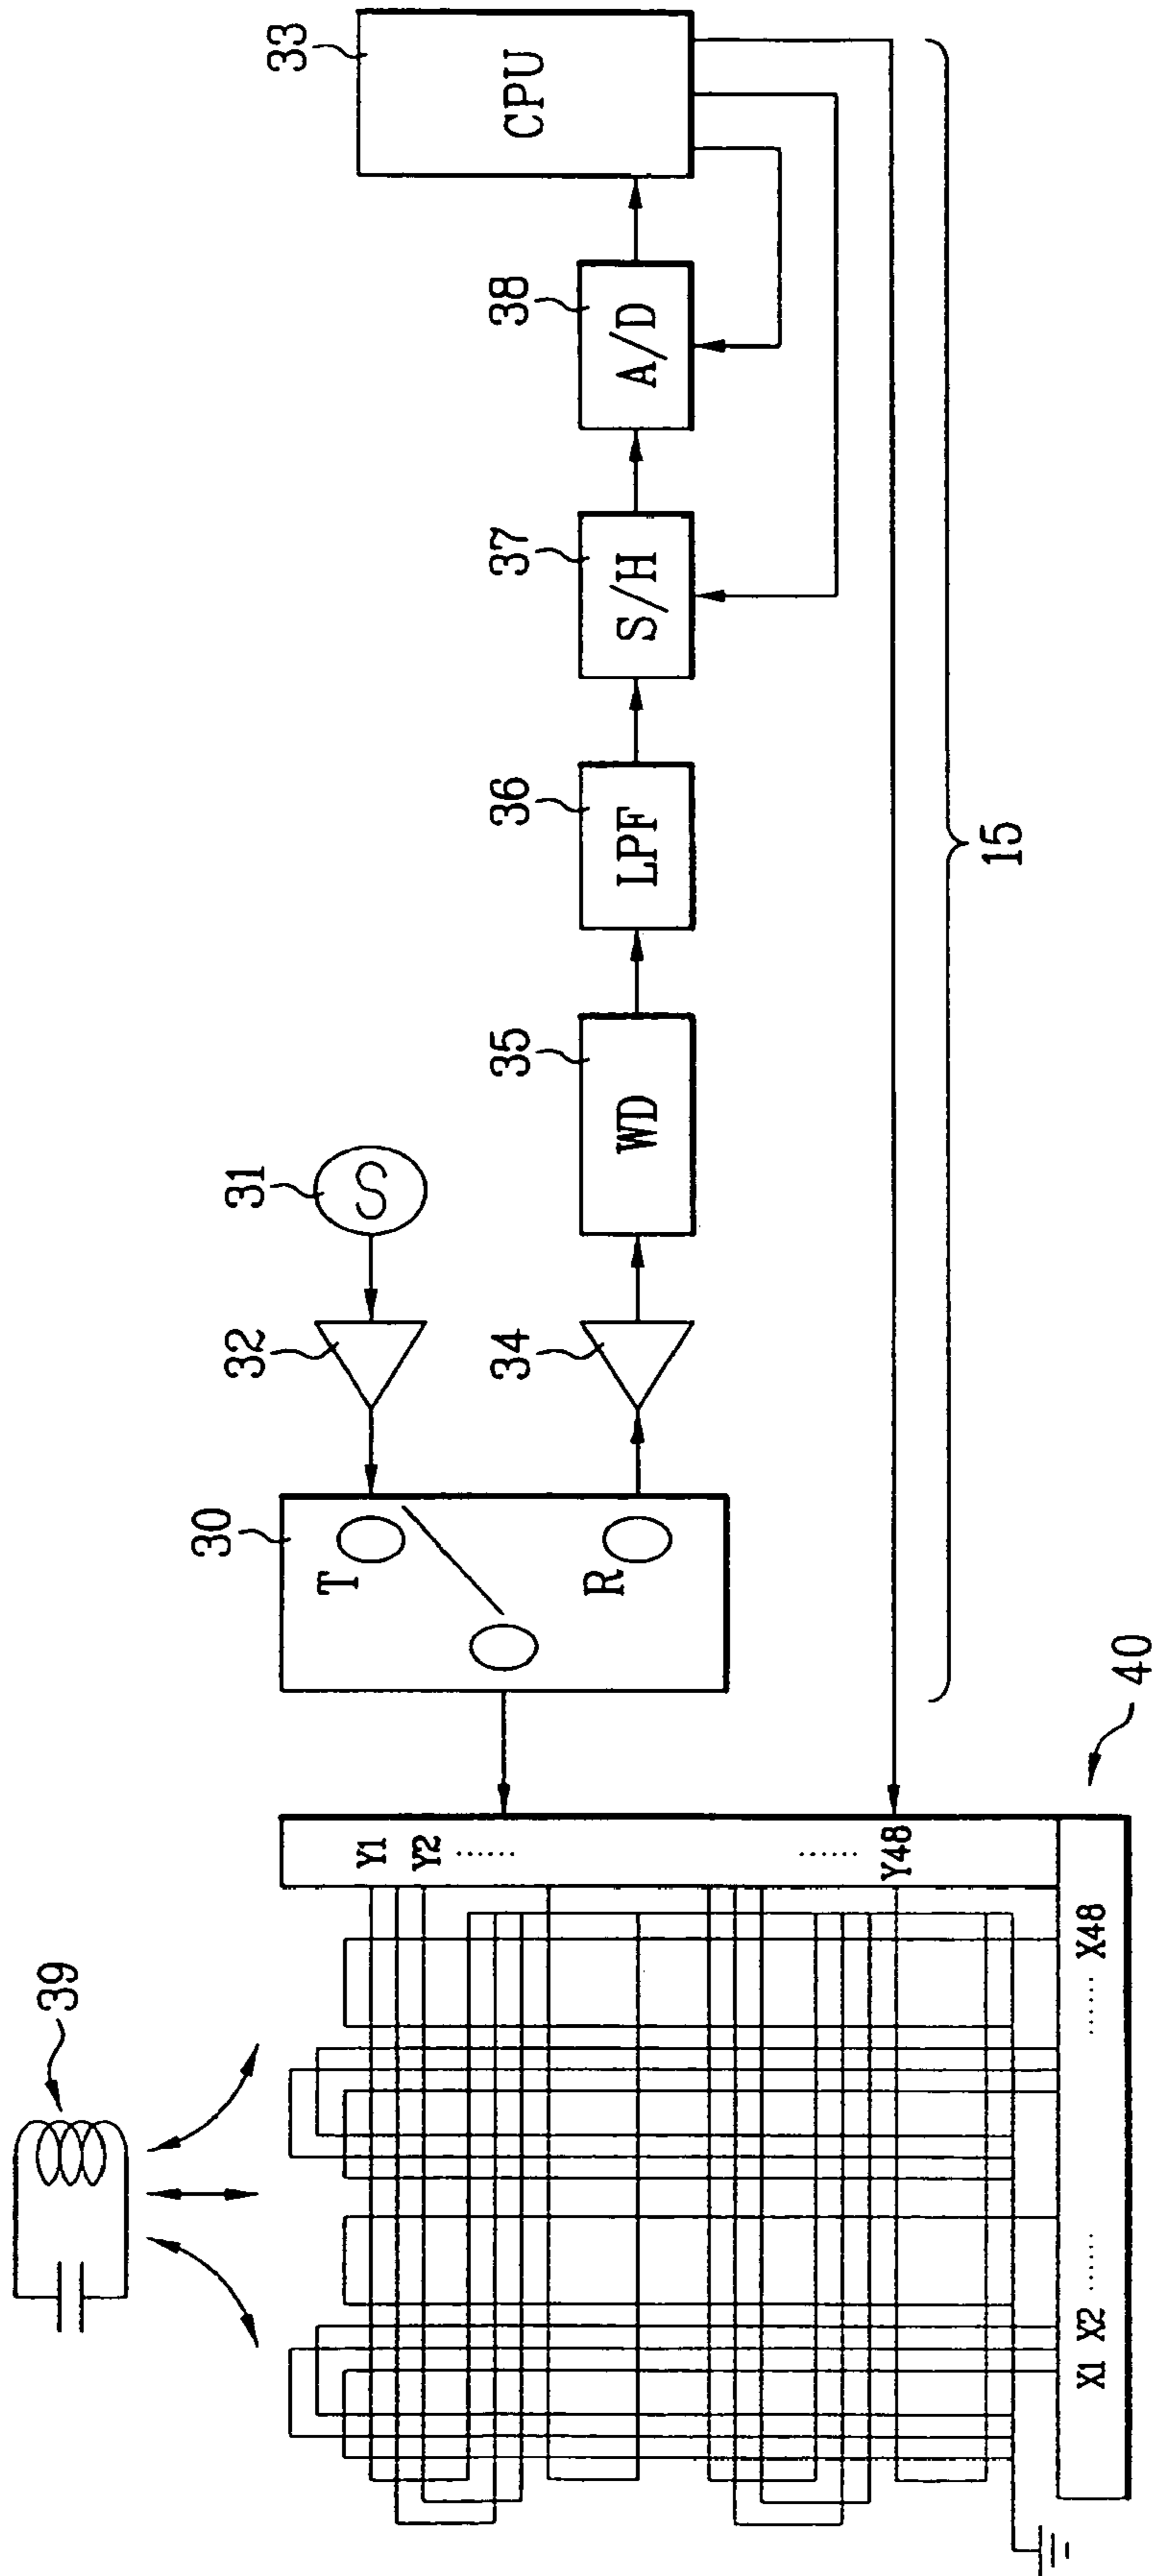 39
40
Y1
Y2
......
......
Y48
X1 X2 ...... ...... X48
30
T
R
32
31
S
34
35
WD
36
LPF
37
S/H
38
A/D
33
CPU
15